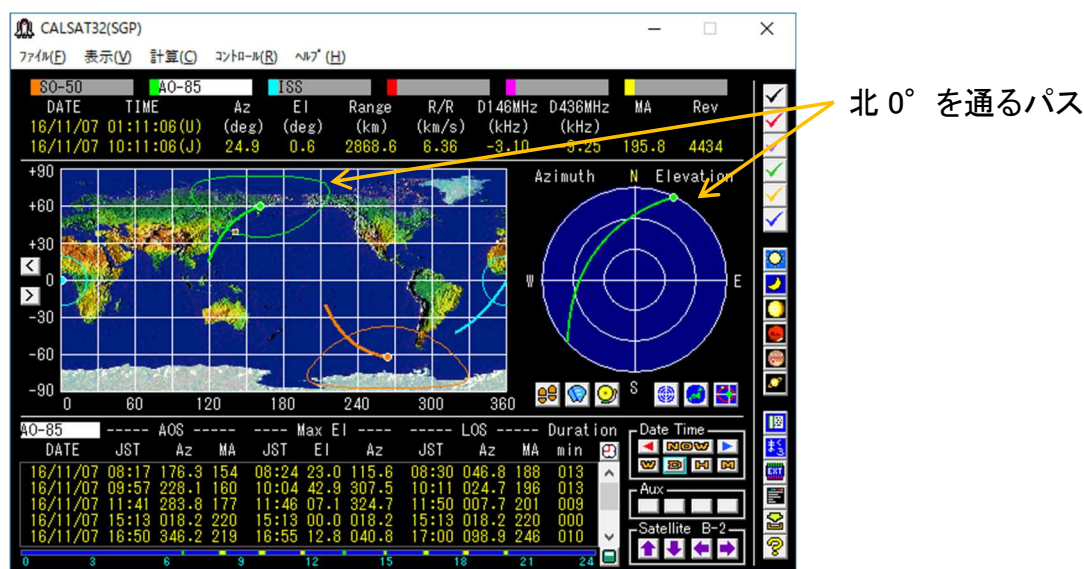 CALSAT32(SGP)
ファイル(F) 表示(V) 計算(C) コントロール(R) ヘルプ(H)
SO-50 AO-85 ISS
DATE TIME Az El Range R/R D146MHz D436MHz MA Rev
16/11/07 01:11:06(U) (deg) (deg) (km) (km/s) (kHz) (kHz)
16/11/07 10:11:06(J) 24.9 0.6 2868.6 6.36 -3.10 -9.25 195.8 4434
北 0°を通るパス
Azimuth N Elevation
+90
+60
+30
0
-30
-60
-90
W E
S
0 60 120 180 240 300 360
AO-85 ----- AOS ----- ---- Max El ---- ----- LOS ----- Duration
DATE JST Az MA JST El Az JST Az MA min
16/11/07 08:17 176.3 154 08:24 23.0 115.6 08:30 046.8 188 013
16/11/07 09:57 228.1 160 10:04 42.9 307.5 10:11 024.7 196 013
16/11/07 11:41 283.8 177 11:46 07.1 324.7 11:50 007.7 201 009
16/11/07 15:13 018.2 220 15:13 00.0 018.2 15:13 018.2 220 000
16/11/07 16:50 346.2 219 16:55 12.8 040.8 17:00 098.9 246 010
0 3 6 9 12 15 18 21 24
Date Time
NOW
W D H M
Aux
Satellite B-2
まぐろ
EXT